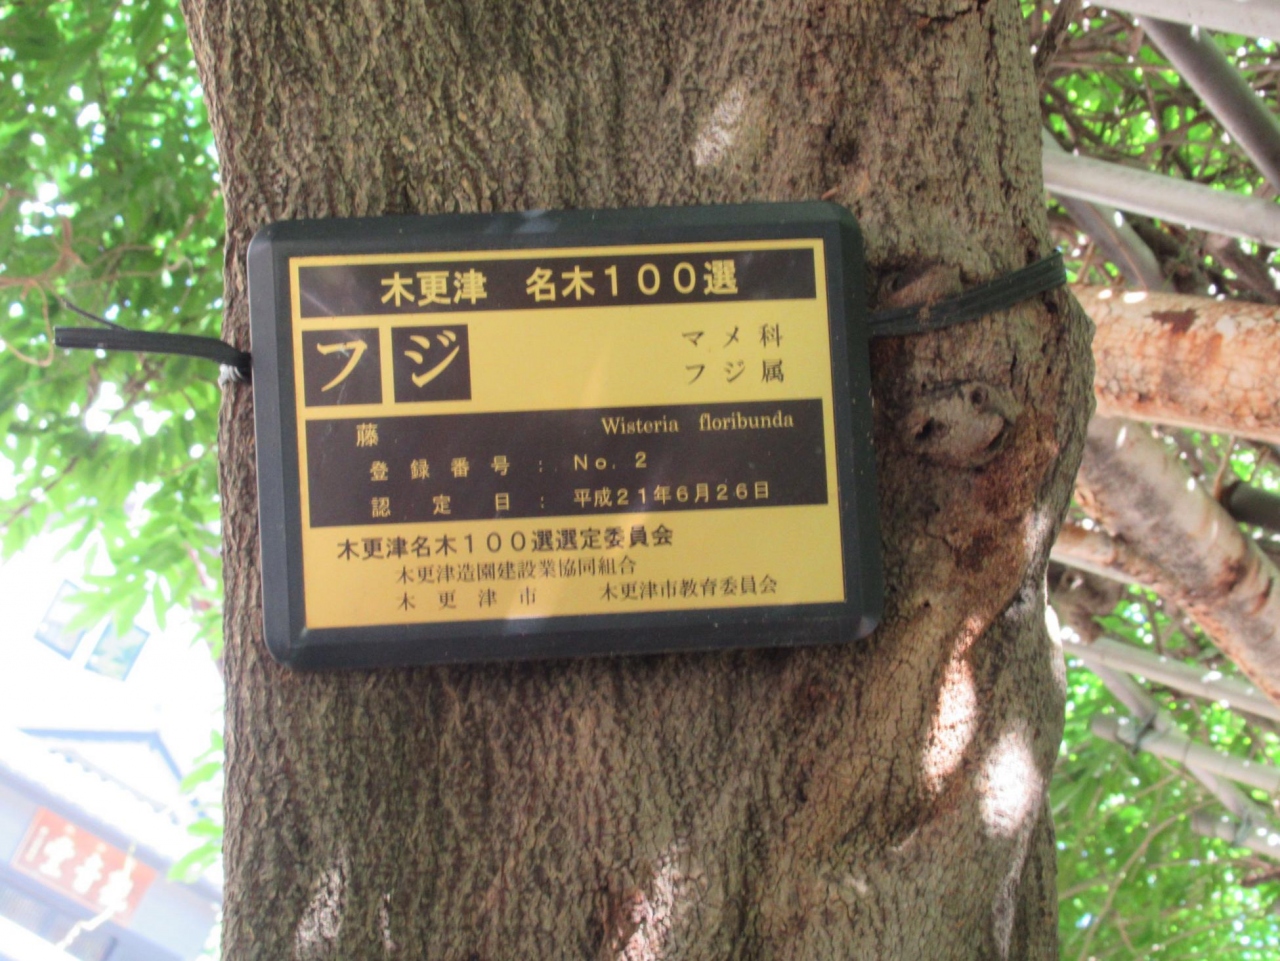 木更津　名木１００選
フジ
マメ科
フジ属
藤　Wisteria floribunda
登録番号：No.2
認定日：平成２１年６月２６日
木更津名木１００選選定委員会
木更津造園建設業協同組合
木更津市　木更津市教育委員会